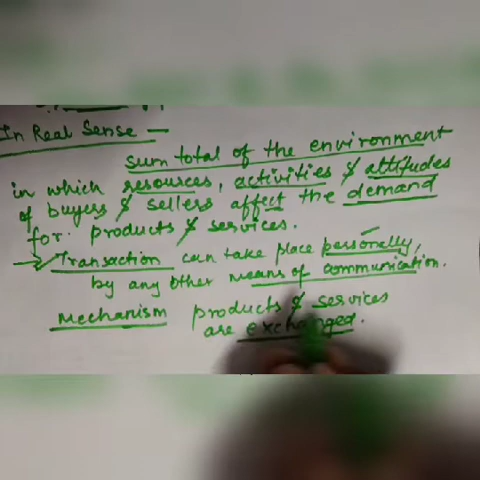 In Real Sense —
sum total of the environment
in which resources, activities & attitudes
of buyers & sellers affect the demand
for products & services.
→ Transaction can take place personally,
by any other means of communication.
Mechanism products & services
are exchanged.